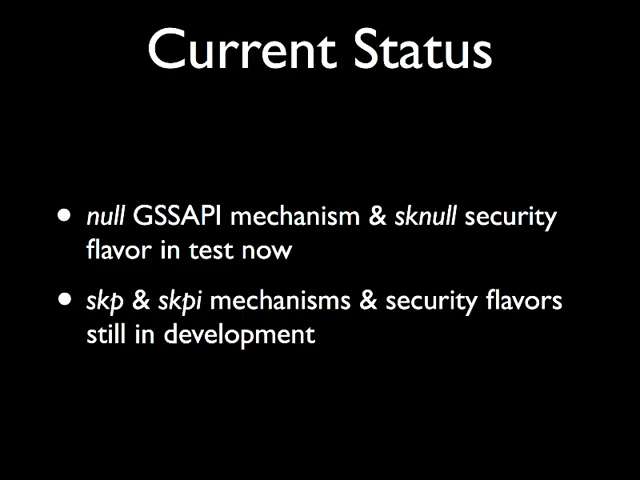 Current Status
• null GSSAPI mechanism & sknull security
flavor in test now
• skp & skpi mechanisms & security flavors
still in development